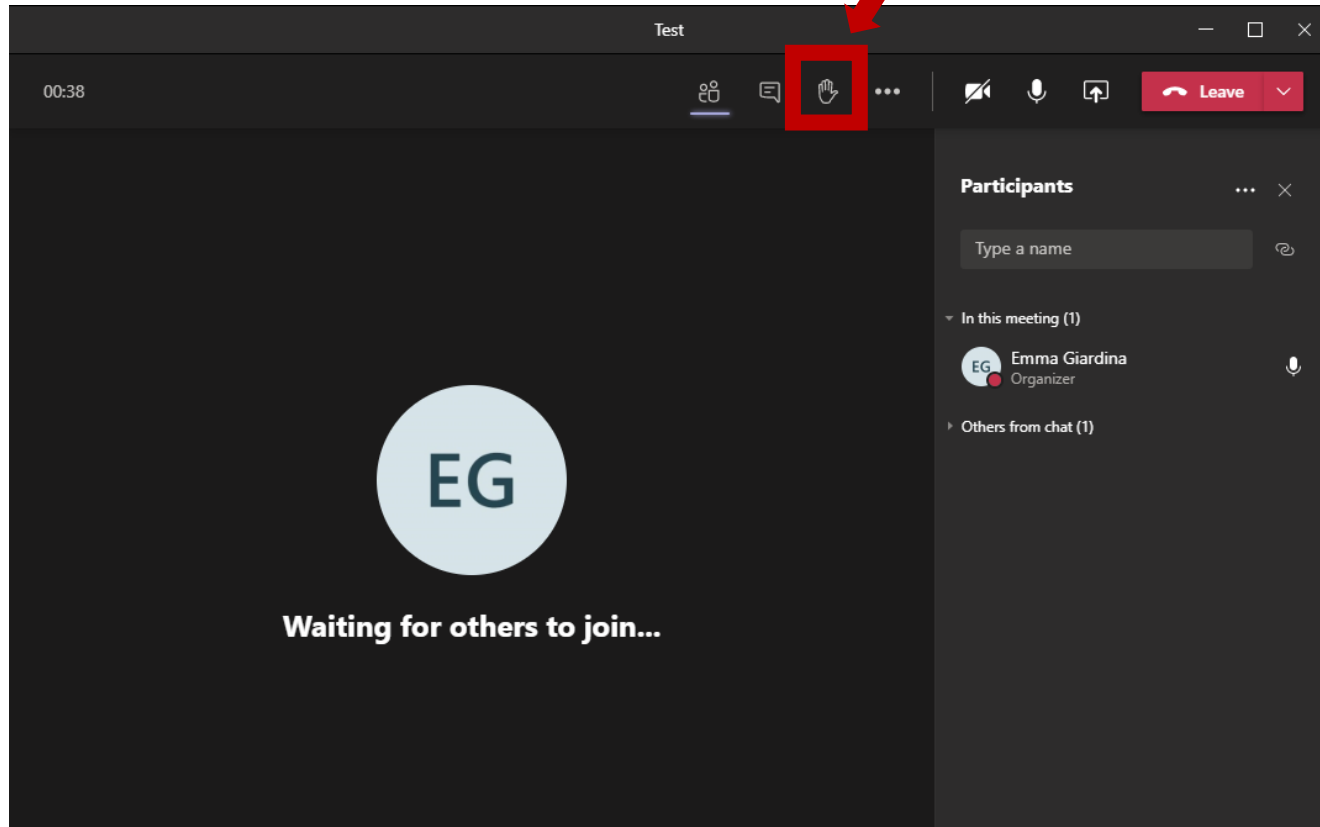 Test
00:38
Leave
Participants
Type a name
In this meeting (1)
EG
Emma Giardina
Organizer
Others from chat (1)
EG
Waiting for others to join...